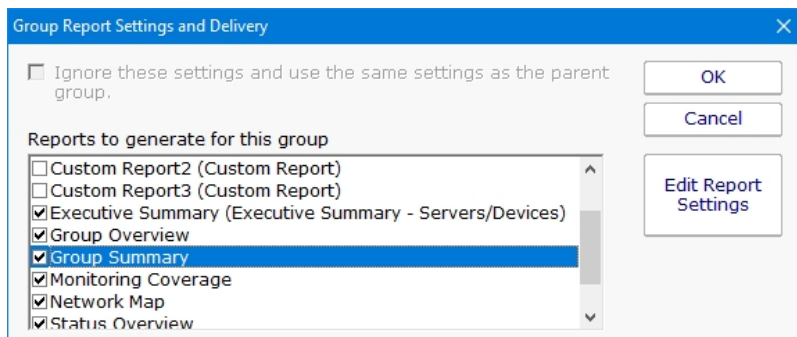 Group Report Settings and Delivery
Ignore these settings and use the same settings as the parent
group.
OK
Cancel
Reports to generate for this group
Custom Report2 (Custom Report)
Custom Report3 (Custom Report)
Executive Summary (Executive Summary - Servers/Devices)
Group Overview
Group Summary
Monitoring Coverage
Network Map
Status Overview
Edit Report
Settings